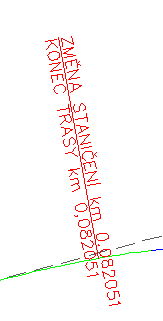 ZMĚNA STANIČENÍ km 0,082051
KONEC TRASY km 0,082051